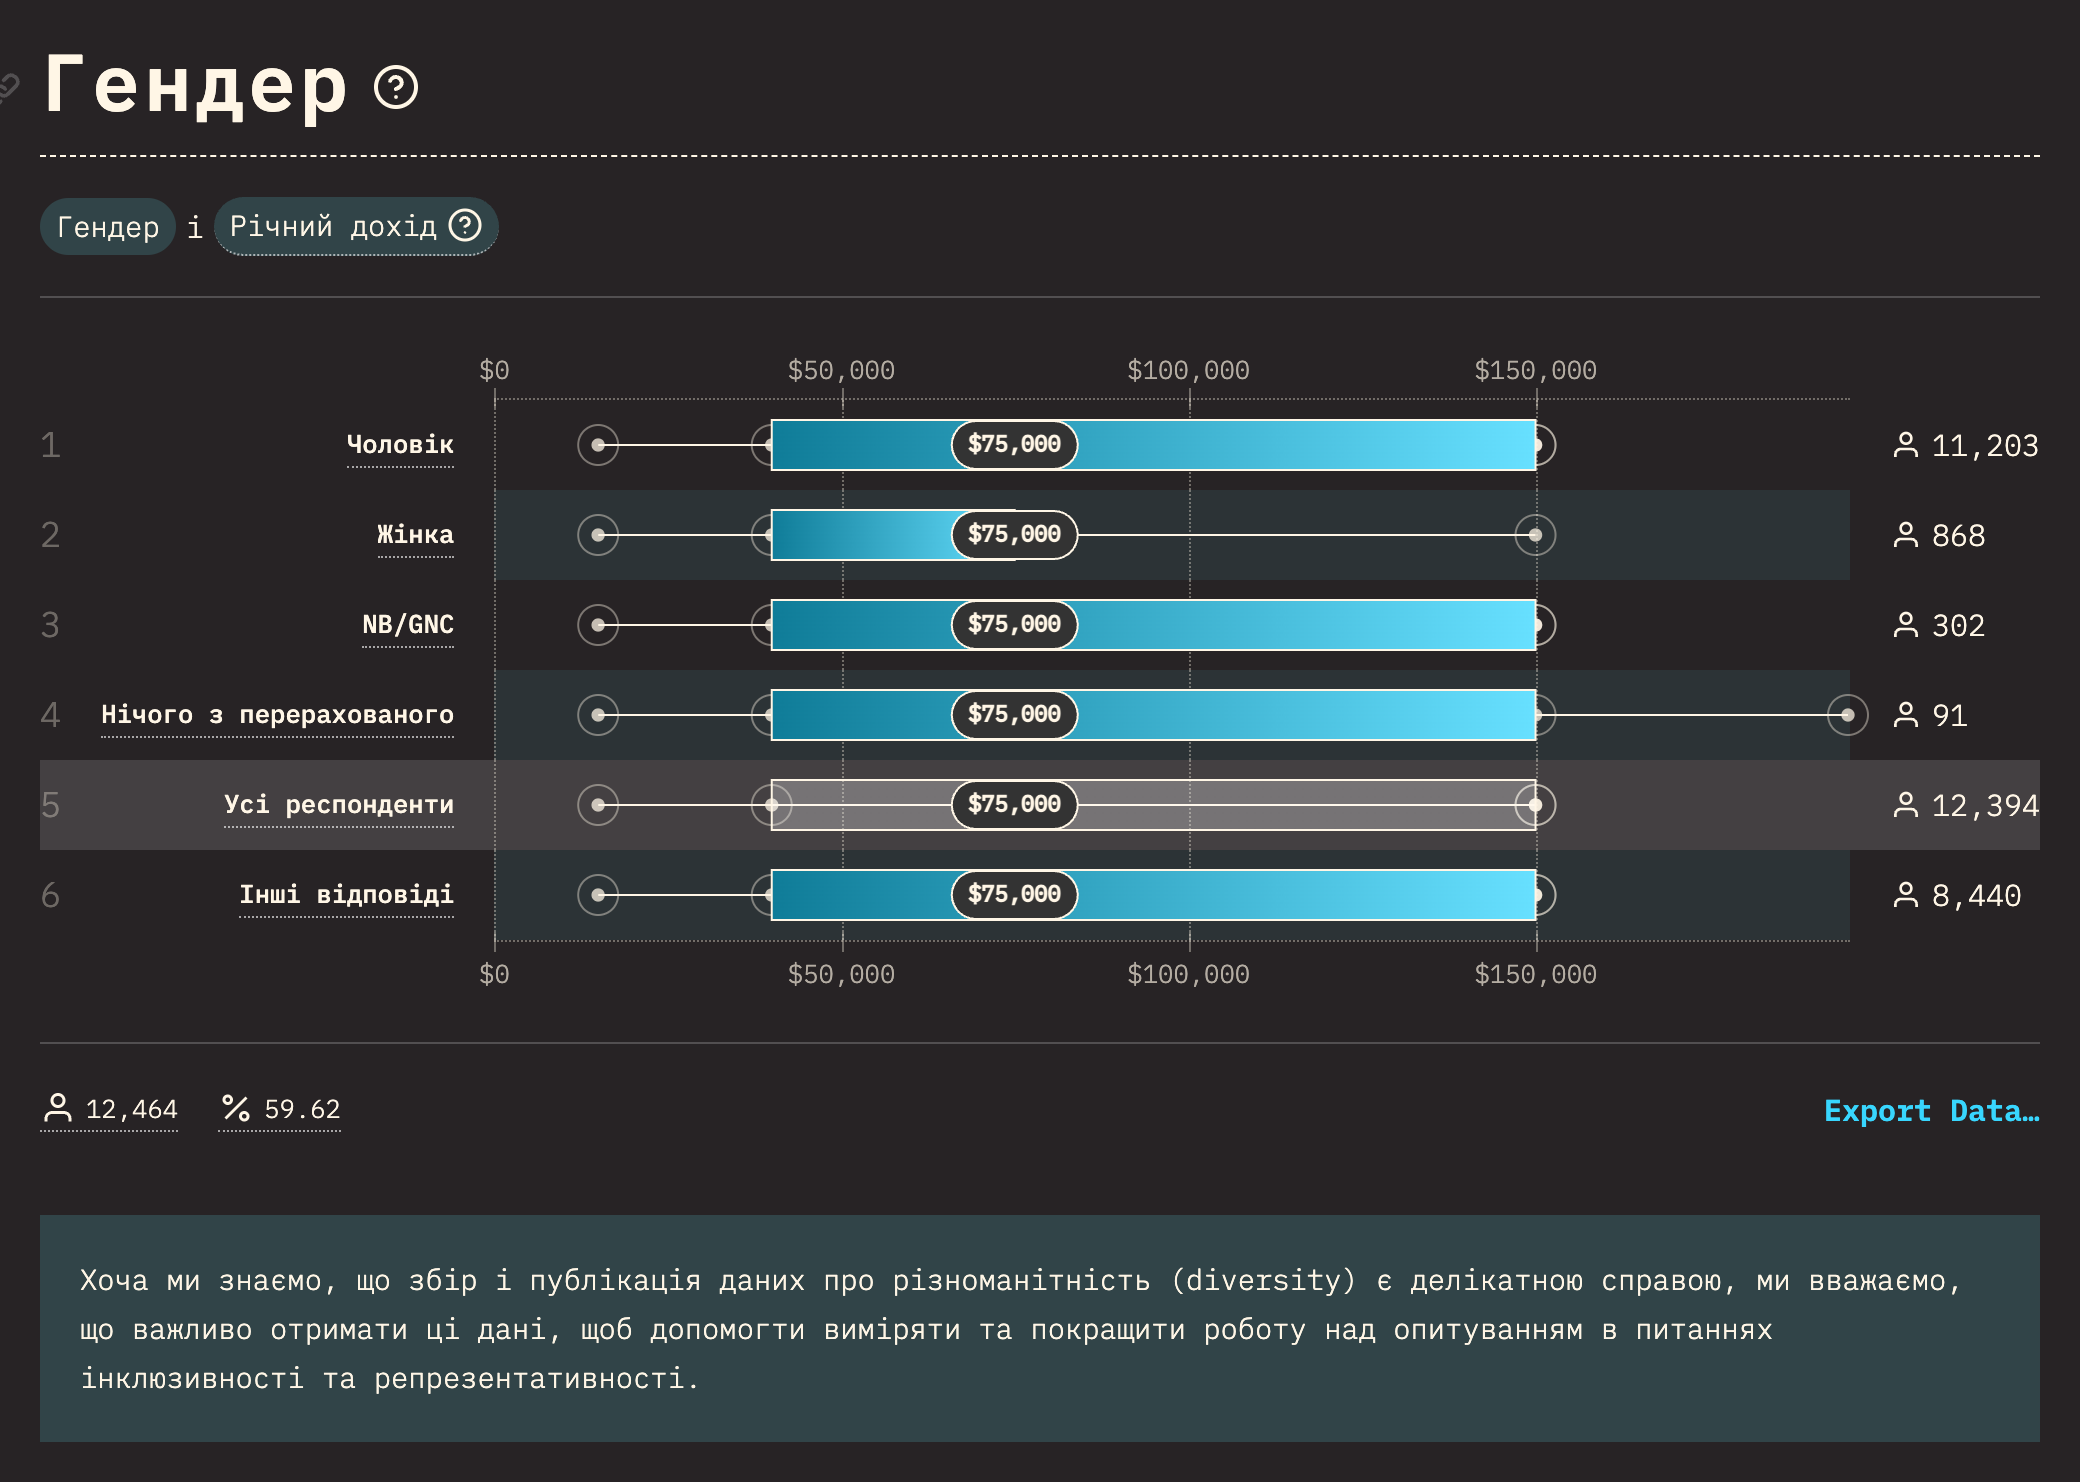 Гендер
Гендер і Річний дохід
$0 $50,000 $100,000 $150,000
1 Чоловік $75,000 11,203
2 Жінка $75,000 868
3 NB/GNC $75,000 302
4 Нічого з перерахованого $75,000 91
5 Усі респонденти $75,000 12,394
6 Інші відповіді $75,000 8,440
$0 $50,000 $100,000 $150,000
12,464 % 59.62 Export Data…
Хоча ми знаємо, що збір і публікація даних про різноманітність (diversity) є делікатною справою, ми вважаємо,
що важливо отримати ці дані, щоб допомогти виміряти та покращити роботу над опитуванням в питаннях
інклюзивності та репрезентативності.